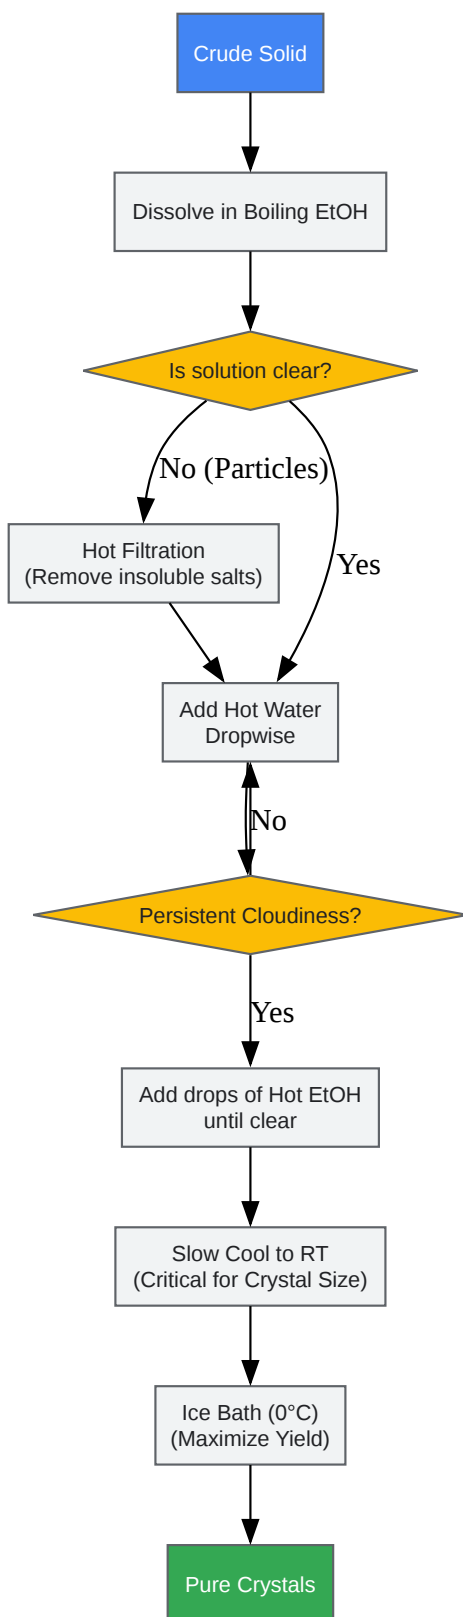 Crude Solid
Dissolve in Boiling EtOH
Is solution clear?
No (Particles)
Hot Filtration
(Remove insoluble salts)
Yes
Add Hot Water
Dropwise
No
Persistent Cloudiness?
Yes
Add drops of Hot EtOH
until clear
Slow Cool to RT
(Critical for Crystal Size)
Ice Bath (0°C)
(Maximize Yield)
Pure Crystals